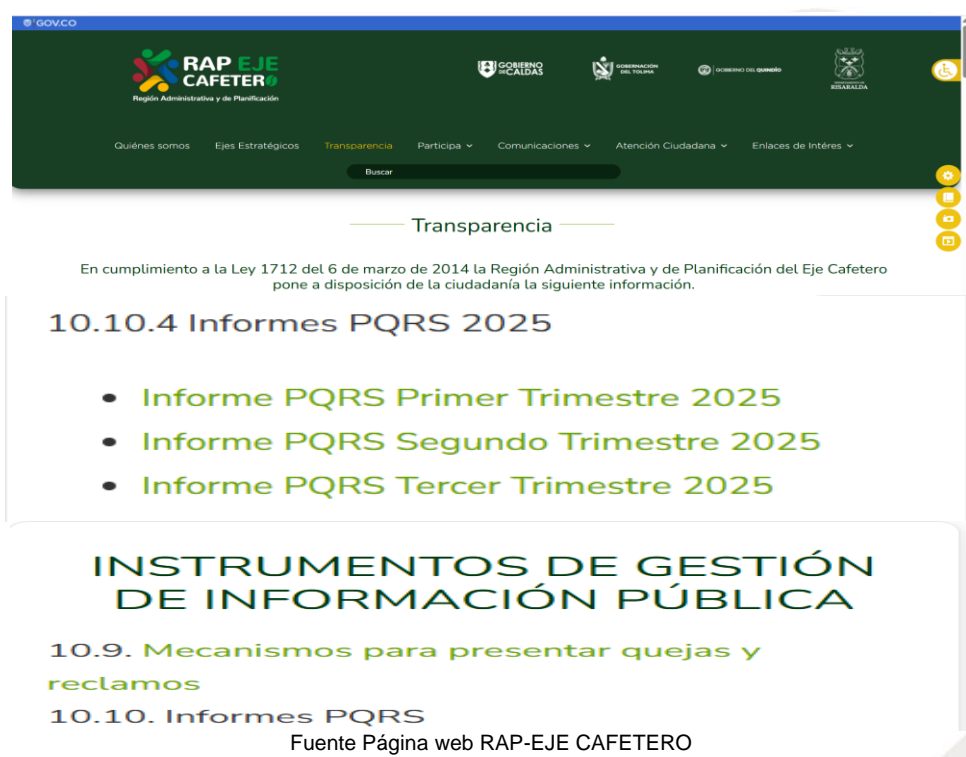 GOV.CO
RAP EJE
CAFETERO
Región Administrativa y de Planificación
GOBIERNO
DE CALDAS
GOBERNACIÓN
DEL TOLIMA
GOBIERNO DEL QUINDÍO
DEPARTAMENTO DE
RISARALDA
Quiénes somos Ejes Estratégicos Transparencia Participa Comunicaciones Atención Ciudadana Enlaces de Intéres
Buscar
Transparencia
En cumplimiento a la Ley 1712 del 6 de marzo de 2014 la Región Administrativa y de Planificación del Eje Cafetero
pone a disposición de la ciudadanía la siguiente información.
10.10.4 Informes PQRS 2025
• Informe PQRS Primer Trimestre 2025
• Informe PQRS Segundo Trimestre 2025
• Informe PQRS Tercer Trimestre 2025
INSTRUMENTOS DE GESTIÓN
DE INFORMACIÓN PÚBLICA
10.9. Mecanismos para presentar quejas y
reclamos
10.10. Informes PQRS
Fuente Página web RAP-EJE CAFETERO